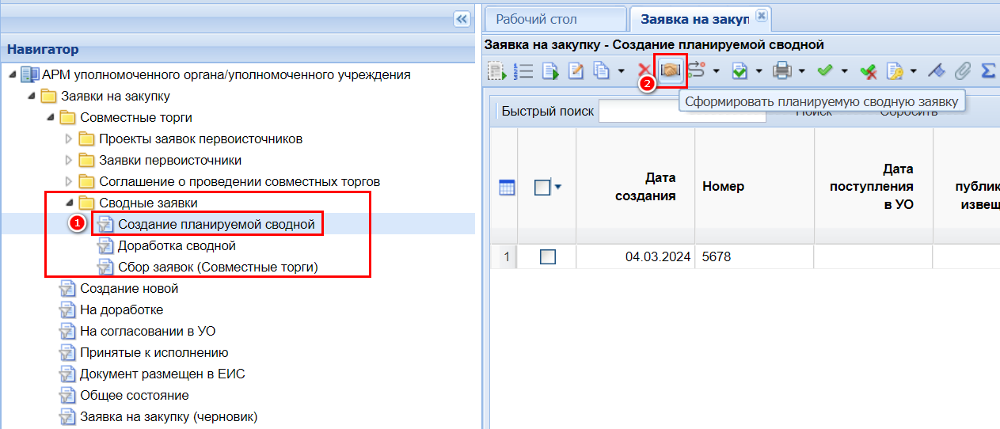 Навигатор
АРМ уполномоченного органа/уполномоченного учреждения
Заявки на закупку
Совместные торги
Проекты заявок первоисточников
Заявки первоисточники
Соглашение о проведении совместных торгов
Сводные заявки
1
Создание планируемой сводной
Доработка сводной
Сбор заявок (Совместные торги)
Создание новой
На доработке
На согласовании в УО
Принятые к исполнению
Документ размещен в ЕИС
Общее состояние
Заявка на закупку (черновик)
Рабочий стол
Заявка на закуп
Заявка на закупку - Создание планируемой сводной
2
Сформировать планируемую сводную заявку
Быстрый поиск
Поиск
Сбросить
Дата
создания
Номер
Дата
поступления
в УО
публик
извещ
1
04.03.2024
5678